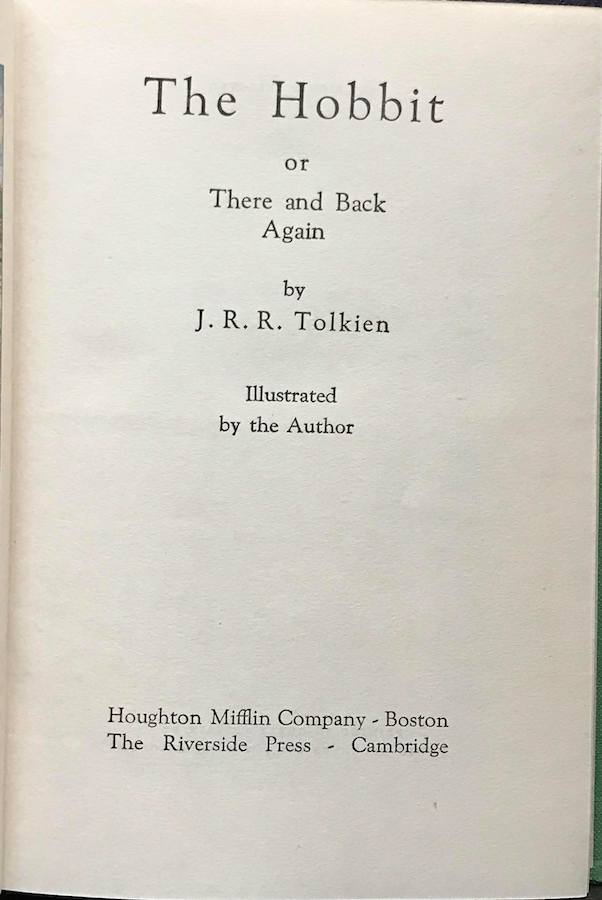 The Hobbit
or
There and Back
Again
by
J. R. R. Tolkien
Illustrated
by the Author
Houghton Mifflin Company - Boston
The Riverside Press - Cambridge